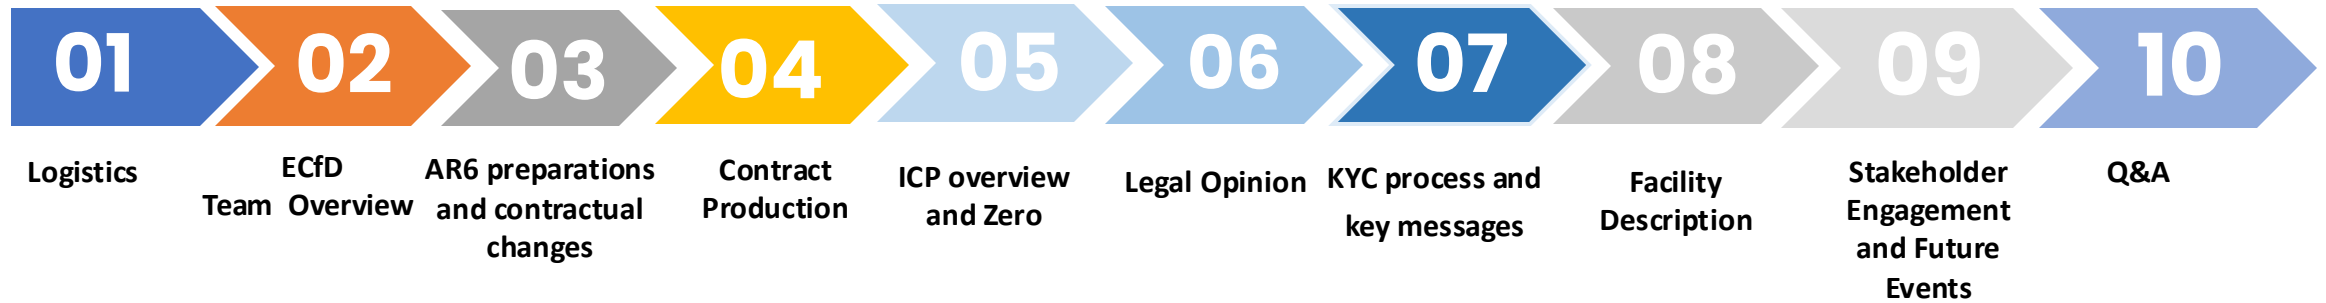 01 02 03 04 05 06 07 08 09 10
Logistics
ECfD
Team Overview
AR6 preparations
and contractual
changes
Contract
Production
ICP overview
and Zero
Legal Opinion
KYC process and
key messages
Facility
Description
Stakeholder
Engagement
and Future
Events
Q&A